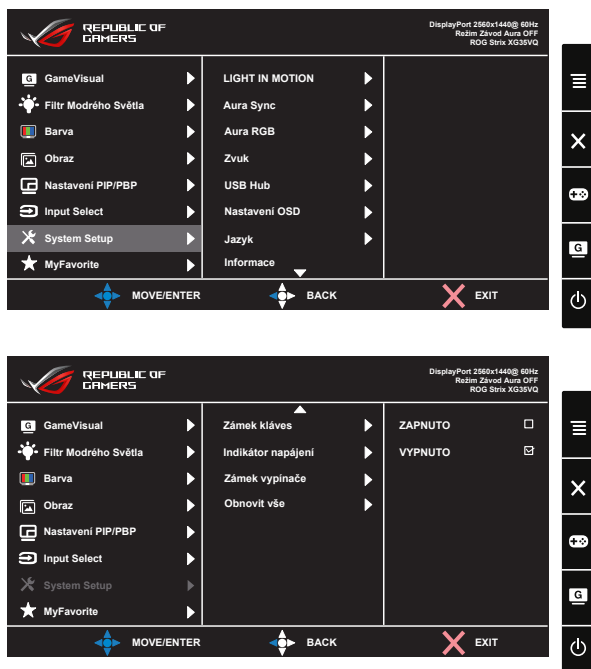 REPUBLIC OF
GAMERS
DisplayPort 2560x1440@ 60Hz
Režim Závod Aura OFF
ROG Strix XG35VQ
G GameVisual
Filtr Modrého Světla
Barva
Obraz
Nastavení PIP/PBP
Input Select
System Setup
MyFavorite
LIGHT IN MOTION
Aura Sync
Aura RGB
Zvuk
USB Hub
Nastavení OSD
Jazyk
Informace
MOVE/ENTER
BACK
EXIT
G
REPUBLIC OF
GAMERS
DisplayPort 2560x1440@ 60Hz
Režim Závod Aura OFF
ROG Strix XG35VQ
G GameVisual
Filtr Modrého Světla
Barva
Obraz
Nastavení PIP/PBP
Input Select
System Setup
MyFavorite
Zámek kláves
Indikátor napájení
Zámek vypínače
Obnovit vše
ZAPNUTO
VYPNUTO
MOVE/ENTER
BACK
EXIT
G